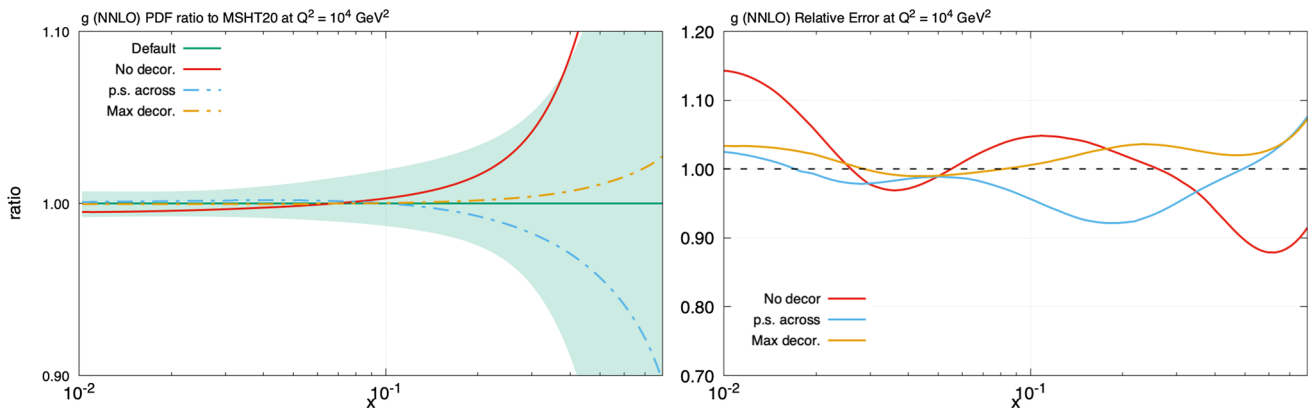 g (NNLO) PDF ratio to MSHT20 at Q² = 10⁴ GeV²
1.10
Default
No decor.
p.s. across
Max decor.
ratio
1.00
0.90
10⁻²
x
10⁻¹
g (NNLO) Relative Error at Q² = 10⁴ GeV²
1.20
1.10
1.00
0.90
0.80
No decor
p.s. across
Max decor.
0.70
10⁻²
x
10⁻¹